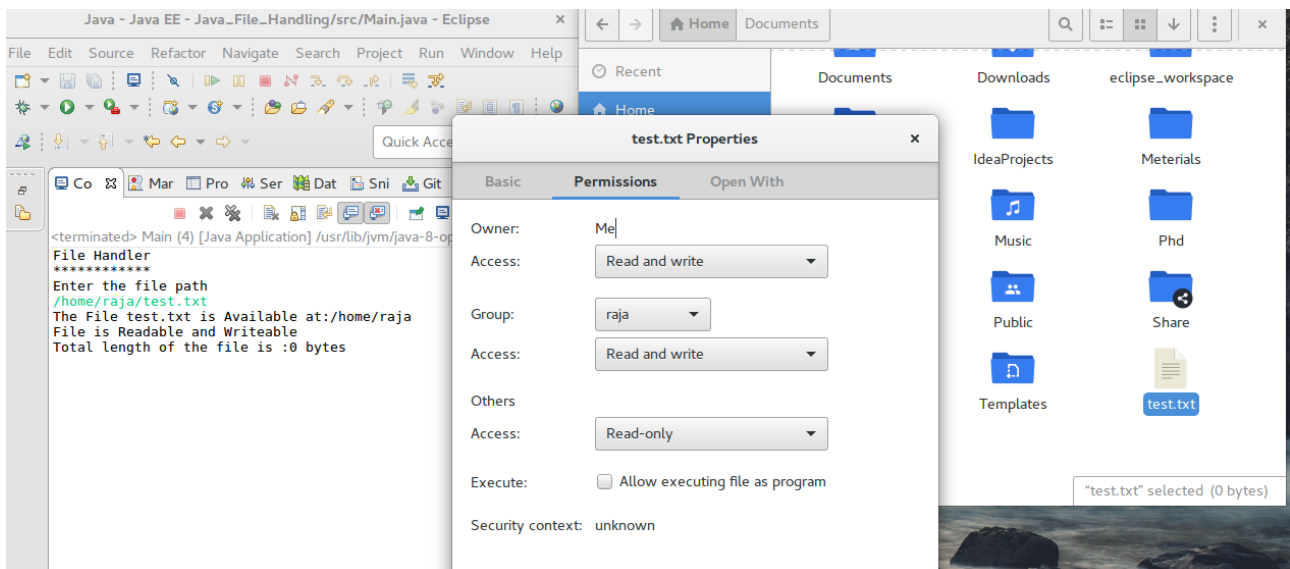 Java - Java EE - Java_File_Handling/src/Main.java - Eclipse
File Edit Source Refactor Navigate Search Project Run Window Help
Quick Acce
Co Mar Pro Ser Dat Sni Git
<terminated> Main (4) [Java Application] /usr/lib/jvm/java-8-op
File Handler
************
Enter the file path
/home/raja/test.txt
The File test.txt is Available at:/home/raja
File is Readable and Writeable
Total length of the file is :0 bytes
Home Documents
Recent
Home
Documents Downloads eclipse_workspace
IdeaProjects Meterials
Music Phd
Public Share
Templates test.txt
"test.txt" selected (0 bytes)
test.txt Properties
Basic Permissions Open With
Owner: Me
Access: Read and write
Group: raja
Access: Read and write
Others
Access: Read-only
Execute: Allow executing file as program
Security context: unknown